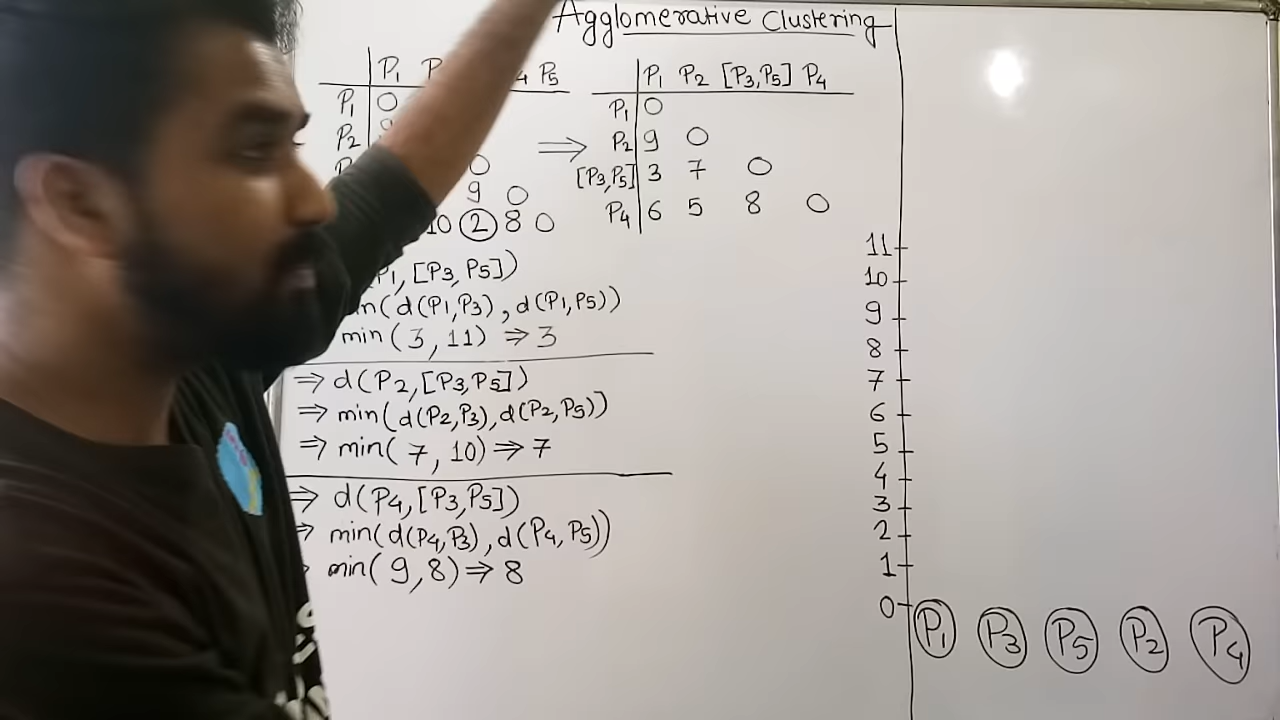 Agglomerative Clustering
P1 P5
P1 0
P2 9
0
9 0
10 2 8 0
⇒
P1 P2 [P3,P5] P4
P1 0
P2 9 0
[P3,P5] 3 7 0
P4 6 5 8 0
P1, [P3, P5])
min(d(P1,P3), d(P1,P5))
min(3, 11) ⇒ 3
⇒ d(P2,[P3,P5])
⇒ min(d(P2,P3),d(P2,P5))
⇒ min(7, 10) ⇒ 7
⇒ d(P4,[P3,P5])
⇒ min(d(P4,P3), d(P4,P5))
min(9,8) ⇒ 8
11
10
9
8
7
6
5
4
3
2
1
0
P1 P3 P5 P2 P4